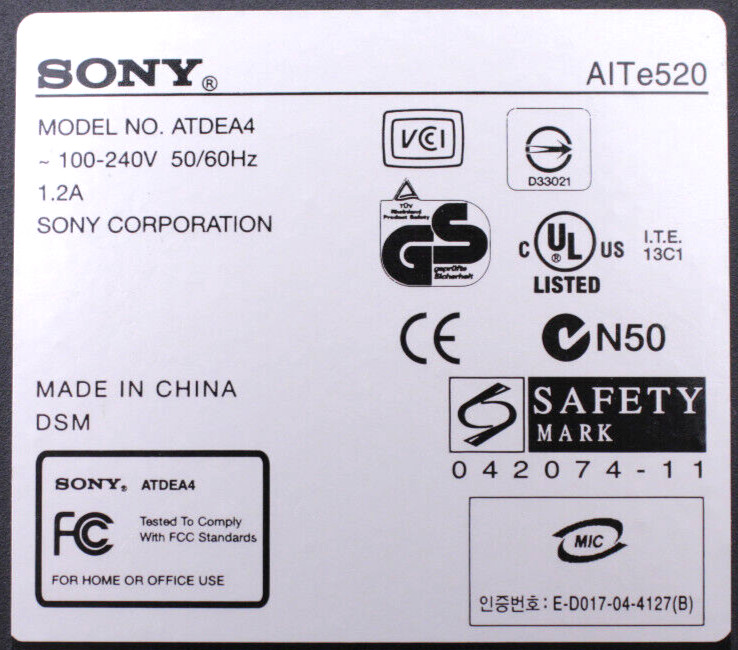 SONY®
AITe520
MODEL NO. ATDEA4
~ 100-240V 50/60Hz
1.2A
SONY CORPORATION
VCCI
D33021
TÜV
Rheinland
Product Safety
GS
geprüfte
Sicherheit
C UL® US
LISTED
I.T.E.
13C1
CE
N50
MADE IN CHINA
DSM
SAFETY
MARK
042074-11
SONY® ATDEA4
FC
Tested To Comply
With FCC Standards
FOR HOME OR OFFICE USE
MIC
인증번호 : E-D017-04-4127(B)